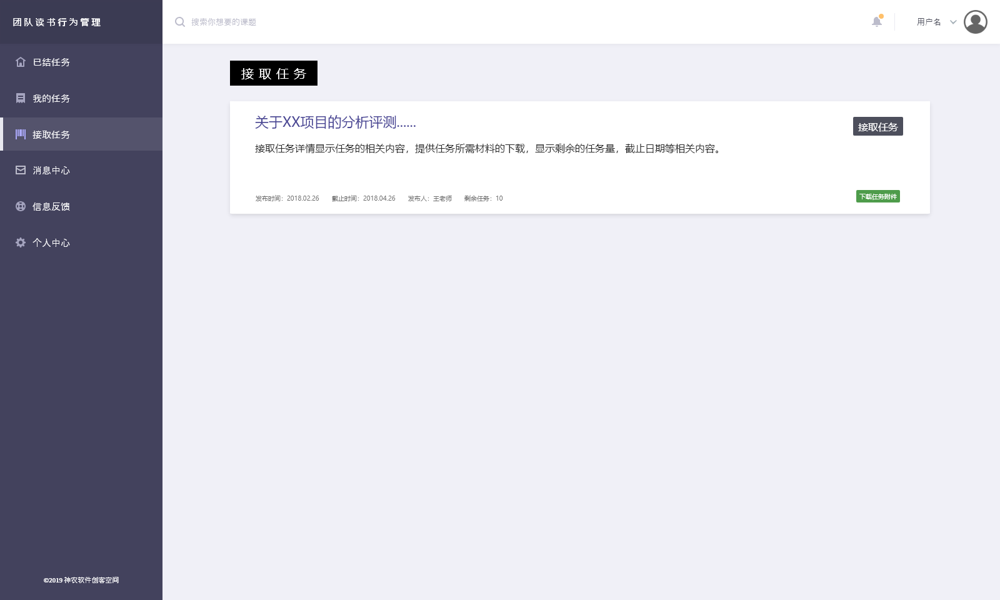 团队读书行为管理
搜索你想要的课题
用户名
已结任务
我的任务
接取任务
消息中心
信息反馈
个人中心
接取任务
关于XX项目的分析评测......
接取任务
接取任务详情显示任务的相关内容，提供任务所需材料的下载，显示剩余的任务量，截止日期等相关内容。
发布时间：2018.02.26 截止时间：2018.04.26 发布人：王老师 剩余任务：10
下载任务附件
©2019 神农软件创客空间